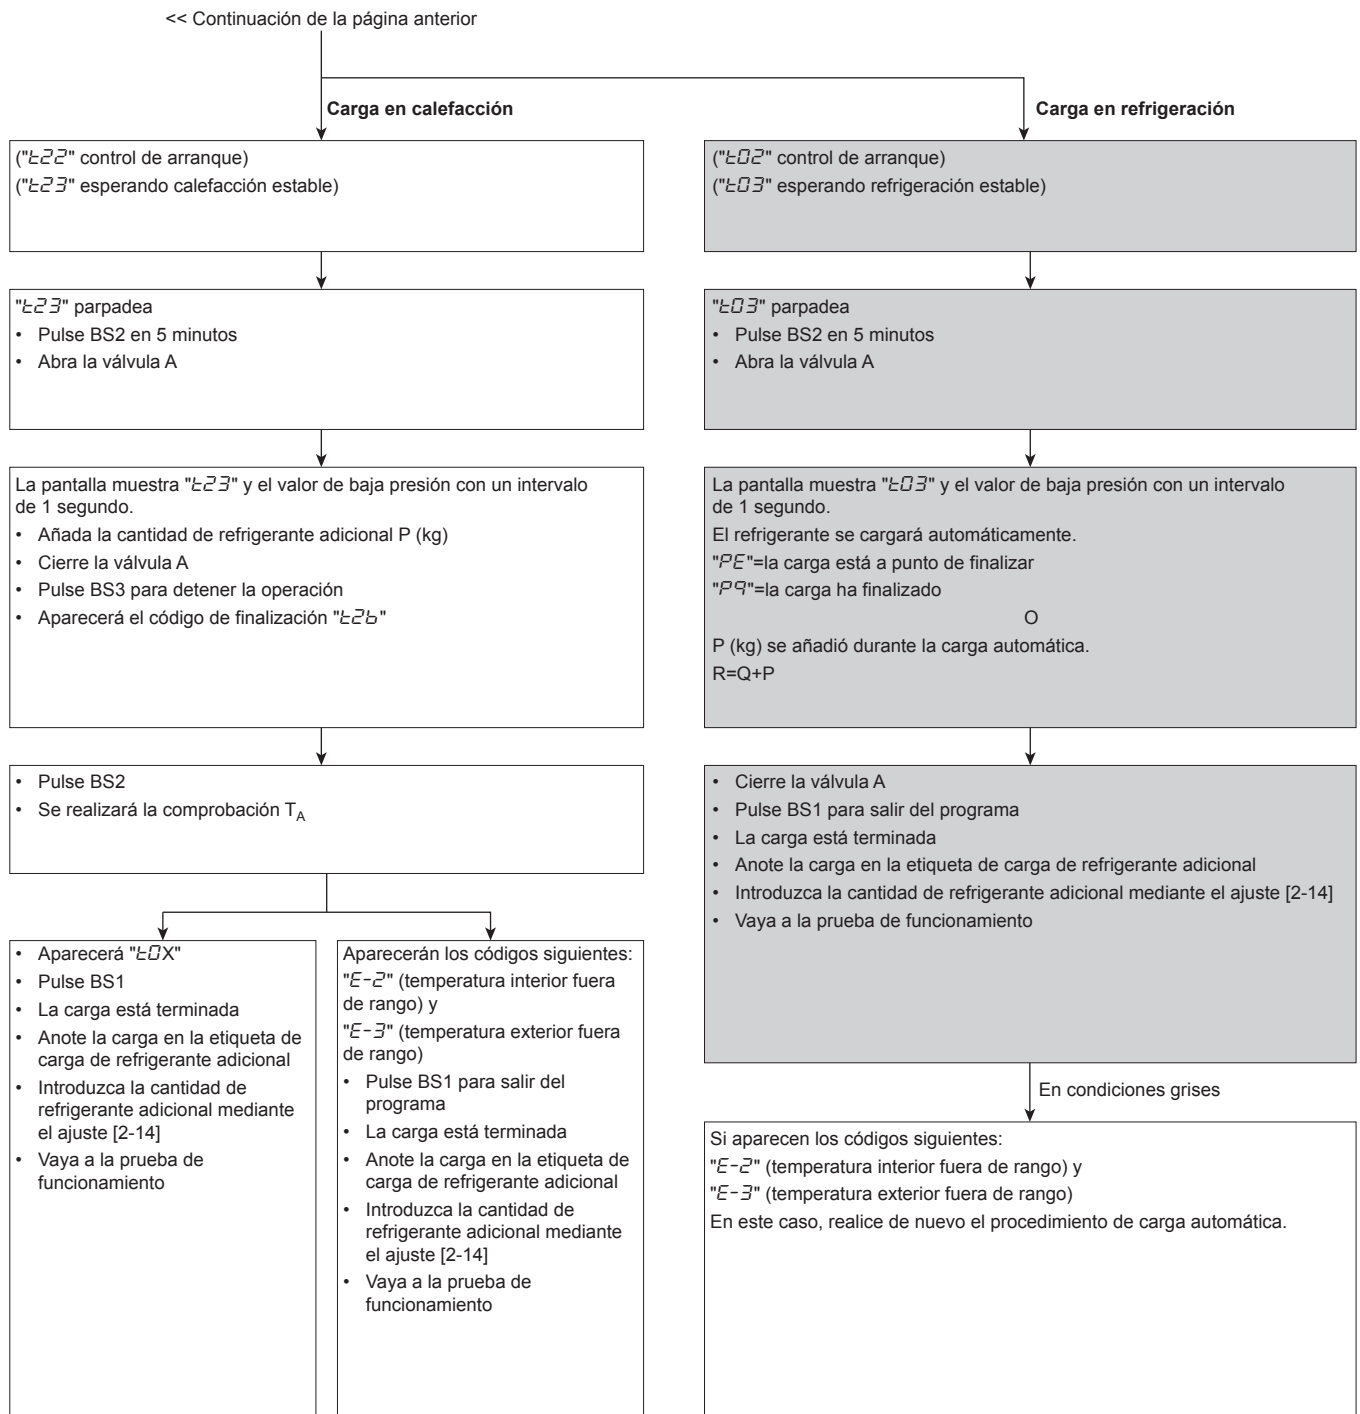 << Continuación de la página anterior
Carga en calefacción
("t22" control de arranque)
("t23" esperando calefacción estable)
"t23" parpadea
• Pulse BS2 en 5 minutos
• Abra la válvula A
La pantalla muestra "t23" y el valor de baja presión con un intervalo
de 1 segundo.
• Añada la cantidad de refrigerante adicional P (kg)
• Cierre la válvula A
• Pulse BS3 para detener la operación
• Aparecerá el código de finalización "t2b"
• Pulse BS2
• Se realizará la comprobación TA
• Aparecerá "t0X"
• Pulse BS1
• La carga está terminada
• Anote la carga en la etiqueta de
carga de refrigerante adicional
• Introduzca la cantidad de
refrigerante adicional mediante
el ajuste [2-14]
• Vaya a la prueba de
funcionamiento
Aparecerán los códigos siguientes:
"E-2" (temperatura interior fuera
de rango) y
"E-3" (temperatura exterior fuera
de rango)
• Pulse BS1 para salir del
programa
• La carga está terminada
• Anote la carga en la etiqueta de
carga de refrigerante adicional
• Introduzca la cantidad de
refrigerante adicional mediante
el ajuste [2-14]
• Vaya a la prueba de
funcionamiento
Carga en refrigeración
("t02" control de arranque)
("t03" esperando refrigeración estable)
"t03" parpadea
• Pulse BS2 en 5 minutos
• Abra la válvula A
La pantalla muestra "t03" y el valor de baja presión con un intervalo
de 1 segundo.
El refrigerante se cargará automáticamente.
"PE"=la carga está a punto de finalizar
"P9"=la carga ha finalizado
O
P (kg) se añadió durante la carga automática.
R=Q+P
• Cierre la válvula A
• Pulse BS1 para salir del programa
• La carga está terminada
• Anote la carga en la etiqueta de carga de refrigerante adicional
• Introduzca la cantidad de refrigerante adicional mediante el ajuste [2-14]
• Vaya a la prueba de funcionamiento
En condiciones grises
Si aparecen los códigos siguientes:
"E-2" (temperatura interior fuera de rango) y
"E-3" (temperatura exterior fuera de rango)
En este caso, realice de nuevo el procedimiento de carga automática.